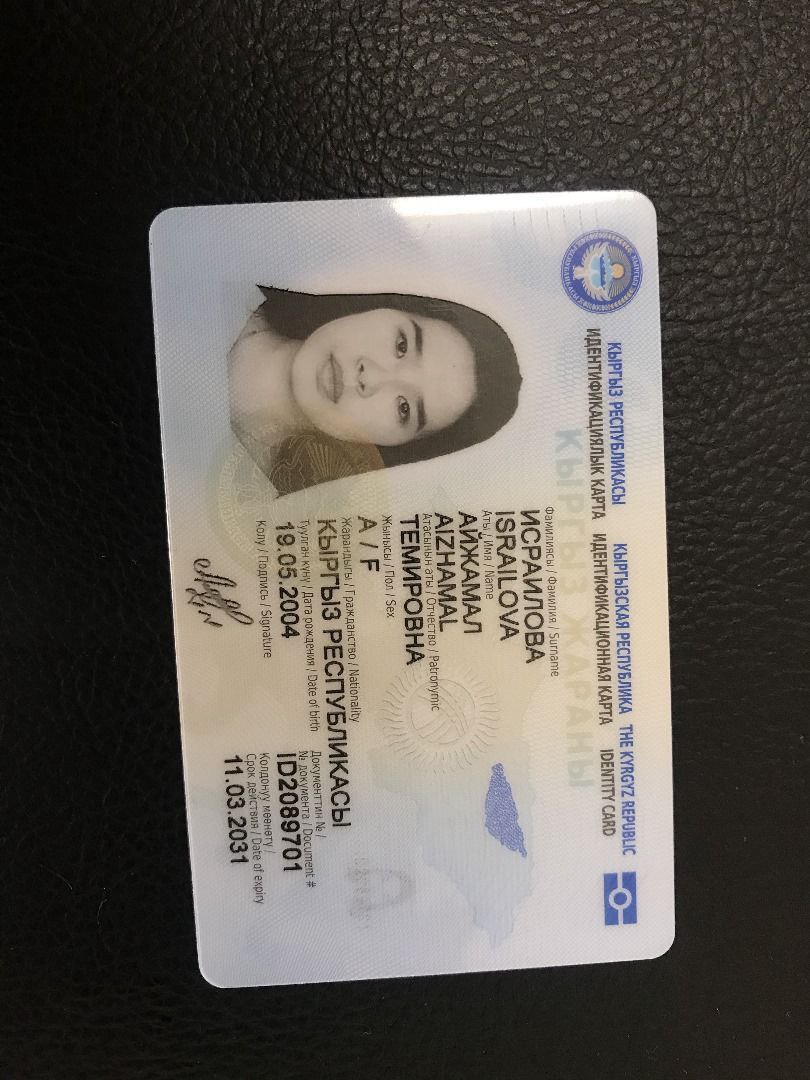 КЫРГЫЗ РЕСПУБЛИКАСЫ КЫРГЫЗСКАЯ РЕСПУБЛИКА THE KYRGYZ REPUBLIC
ИДЕНТИФИКАЦИЯЛЫК КАРТА ИДЕНТИФИКАЦИОННАЯ КАРТА IDENTITY CARD
КЫРГЫЗ ЖАРАНЫ
Фамилиясы / Фамилия / Surname
ИСРАИЛОВА
ISRAILOVA
Аты / Имя / Name
АЙЖАМАЛ
AIZHAMAL
Атасынын аты / Отчество / Patronymic
ТЕМИРОВНА
Жынысы / Пол / Sex
А / F
Жарандыгы / Гражданство / Nationality
КЫРГЫЗ РЕСПУБЛИКАСЫ
Туулган күнү / Дата рождения / Date of birth
19.05.2004
Документтин № /
№ документа / Document #
ID2089701
Колу / Подпись / Signature
Колдонуу мөөнөтү /
Срок действия / Date of expiry
11.03.2031